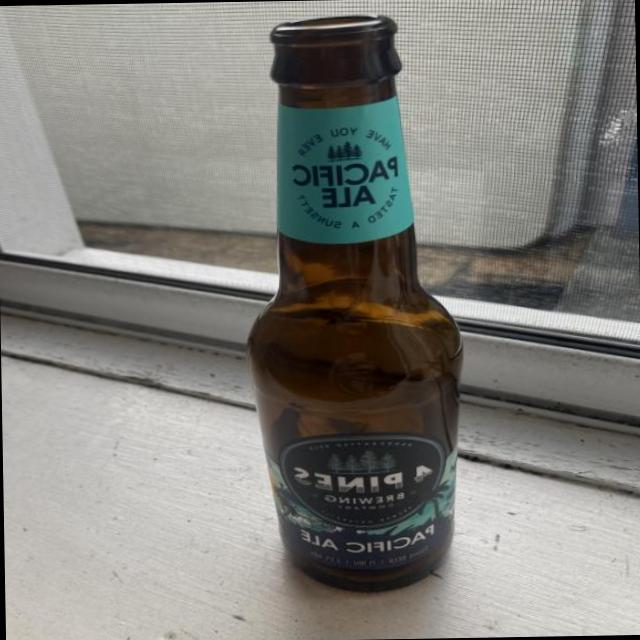 HAVE YOU EVER
PACIFIC
ALE
TASTED A SUNSET?
4 PINES
BREWING
COMPANY
PACIFIC ALE